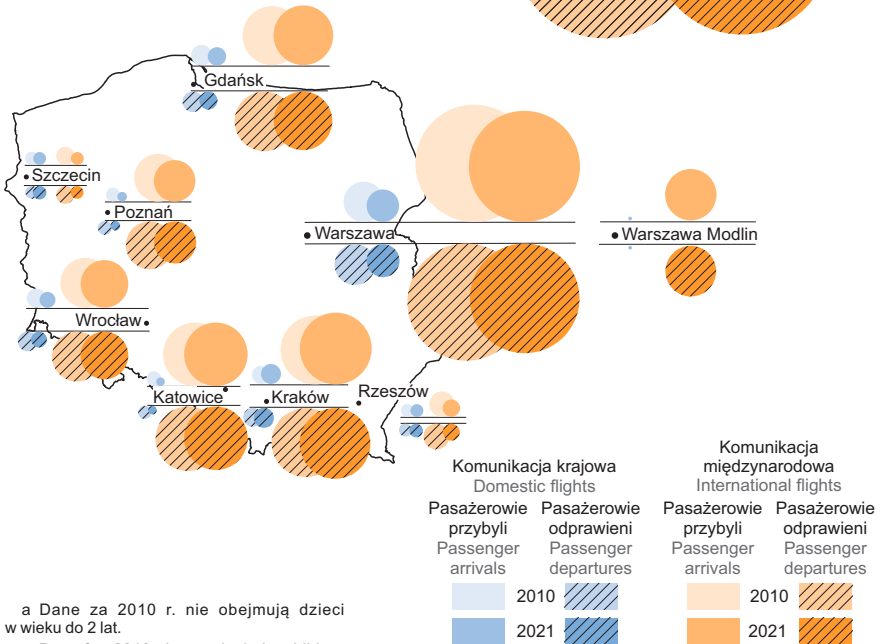 Gdańsk
Szczecin
Poznań
Warszawa
Warszawa Modlin
Wrocław
Katowice
Kraków
Rzeszów
Komunikacja krajowa
Domestic flights
Pasażerowie przybyli
Passenger arrivals
Pasażerowie odprawieni
Passenger departures
2010
2021
Komunikacja międzynarodowa
International flights
Pasażerowie przybyli
Passenger arrivals
Pasażerowie odprawieni
Passenger departures
2010
2021
a Dane za 2010 r. nie obejmują dzieci
w wieku do 2 lat.